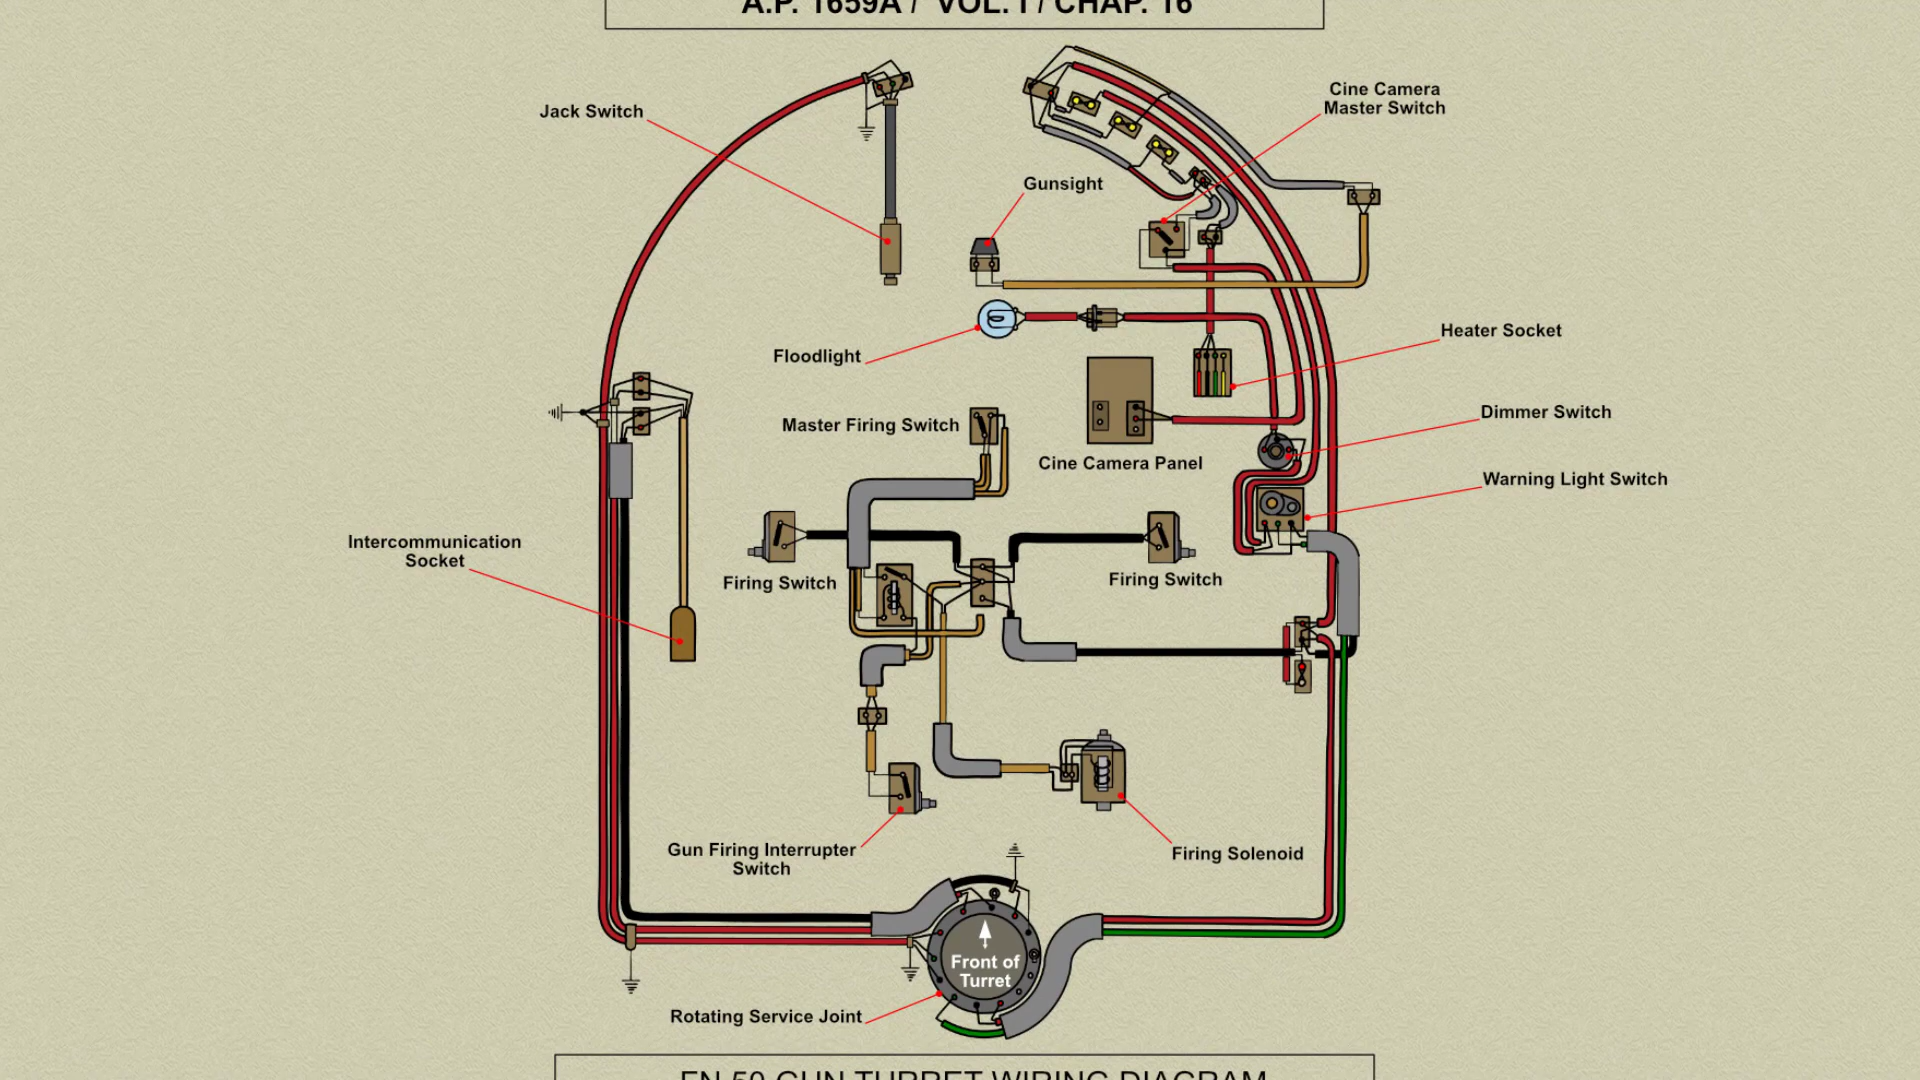 A.P. 1659A / VOL. I / CHAP. 16
Jack Switch
Cine Camera
Master Switch
Gunsight
Floodlight
Heater Socket
Dimmer Switch
Master Firing Switch
Cine Camera Panel
Warning Light Switch
Intercommunication
Socket
Firing Switch
Firing Switch
Gun Firing Interrupter
Switch
Firing Solenoid
Front of
Turret
Rotating Service Joint
FN 50 GUN TURRET WIRING DIAGRAM